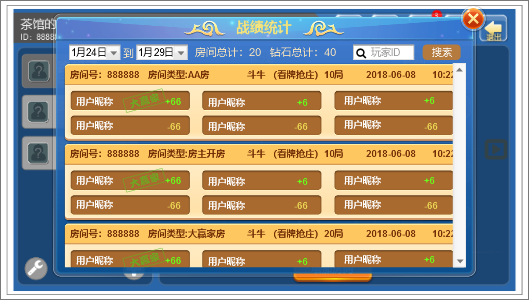 茶馆的
ID: 88888
战绩统计
5
退出
1月24日 到 1月29日 房间总计：20 钻石总计：40 玩家ID 搜索
房间号：888888 房间类型:AA房 斗牛 (百牌抢庄) 10局 2018-06-08 10:22
用户昵称 大赢家 +66 用户昵称 +6 用户昵称 +6
用户昵称 -66 用户昵称 -66 用户昵称 -66
房间号：888888 房间类型:房主开房 斗牛 (百牌抢庄) 10局 2018-06-08 10:22
用户昵称 大赢家 +66 用户昵称 +6 用户昵称 +6
用户昵称 -66 用户昵称 -66 用户昵称 -66
房间号：888888 房间类型:大赢家房 斗牛 (百牌抢庄) 20局 2018-06-08 10:22
用户昵称 大赢家 +66 用户昵称 +6 用户昵称 +6